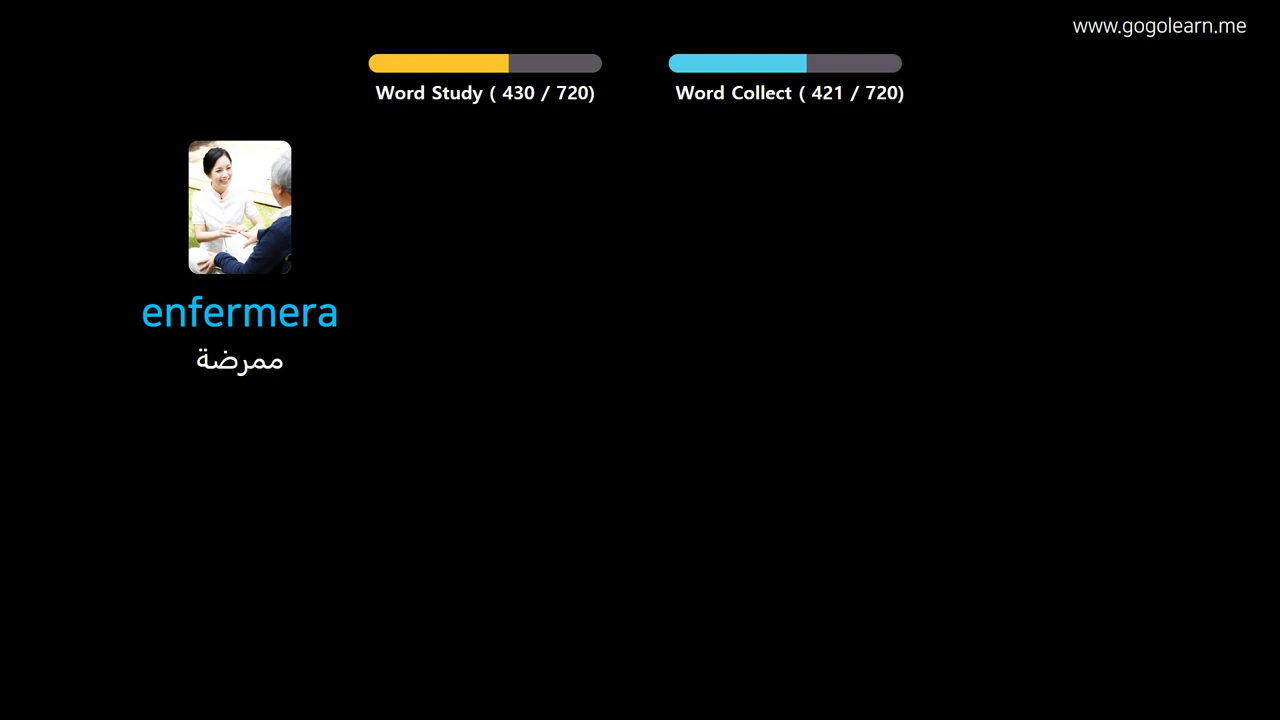 www.gogolearn.me
Word Study ( 430 / 720)
Word Collect ( 421 / 720)
enfermera
ممرضة